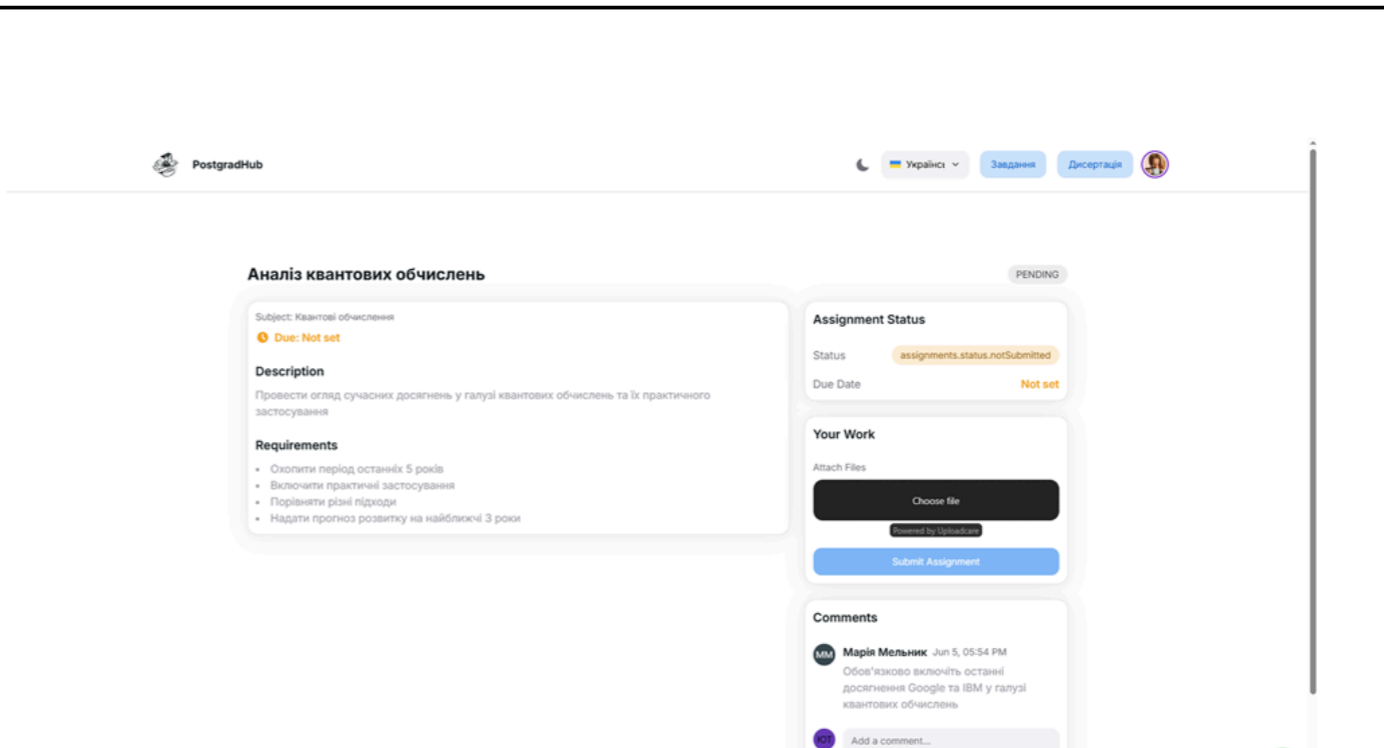 PostgradHub
Українсі
Завдання
Дисертація
Аналіз квантових обчислень
PENDING
Subject: Квантові обчислення
Due: Not set
Description
Провести огляд сучасних досягнень у галузі квантових обчислень та їх практичного
застосування
Requirements
• Охопити період останніх 5 років
• Включити практичні застосування
• Порівняти різні підходи
• Надати прогноз розвитку на найближчі 3 роки
Assignment Status
Status
assignments.status.notSubmitted
Due Date
Not set
Your Work
Attach Files
Choose file
Powered by Uploadcare
Submit Assignment
Comments
ММ
Марія Мельник Jun 5, 05:54 PM
Обов'язково включіть останні
досягнення Google та IBM у галузі
квантових обчислень
ЮТ
Add a comment...